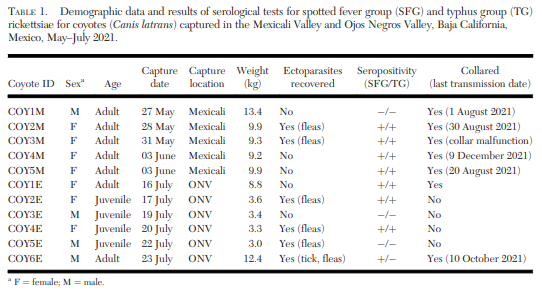 TABLE 1. Demographic data and results of serological tests for spotted fever group (SFG) and typhus group (TG)
rickettsiae for coyotes (Canis latrans) captured in the Mexicali Valley and Ojos Negros Valley, Baja California,
Mexico, May–July 2021.
Coyote ID Sexᵃ Age Capture date Capture location Weight (kg) Ectoparasites recovered Seropositivity (SFG/TG) Collared (last transmission date)
COY1M M Adult 27 May Mexicali 13.4 No −/− Yes (1 August 2021)
COY2M F Adult 28 May Mexicali 9.9 Yes (fleas) +/+ Yes (30 August 2021)
COY3M F Adult 31 May Mexicali 9.3 Yes (fleas) +/+ Yes (collar malfunction)
COY4M M Adult 03 June Mexicali 9.2 No +/+ Yes (9 December 2021)
COY5M M Adult 03 June Mexicali 9.9 No +/+ Yes (20 August 2021)
COY1E F Adult 16 July ONV 8.8 No +/+ Yes
COY2E F Juvenile 17 July ONV 3.6 Yes (fleas) +/+ No
COY3E M Juvenile 19 July ONV 3.4 No −/− No
COY4E F Juvenile 20 July ONV 3.3 Yes (fleas) +/+ No
COY5E M Juvenile 22 July ONV 3.0 Yes (fleas) −/− No
COY6E M Adult 23 July ONV 12.4 Yes (tick, fleas) +/− Yes (10 October 2021)
ᵃ F = female; M = male.